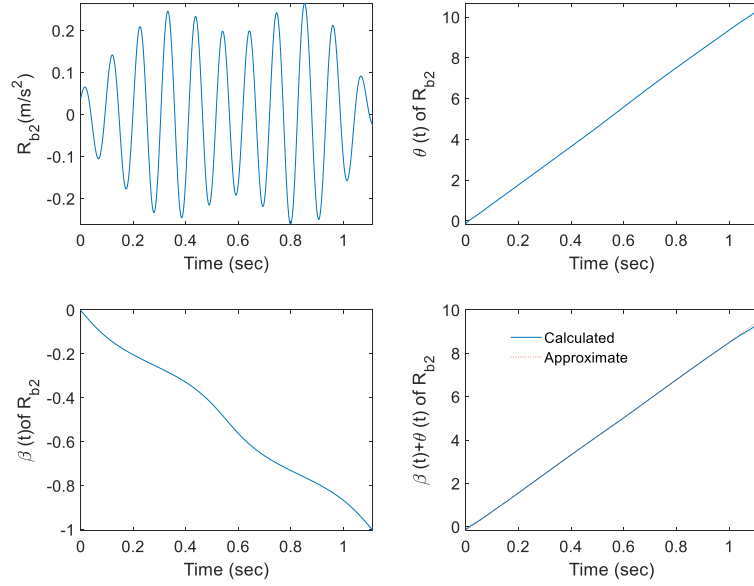 R_b2(m/s²)
0.2
0.1
0
-0.1
-0.2
0 0.2 0.4 0.6 0.8 1
Time (sec)
θ (t) of R_b2
10
8
6
4
2
0
0 0.2 0.4 0.6 0.8 1
Time (sec)
β (t)of R_b2
0
-0.2
-0.4
-0.6
-0.8
-1
0 0.2 0.4 0.6 0.8 1
Time (sec)
β (t)+θ (t) of R_b2
10
8
6
4
2
0
Calculated
Approximate
0 0.2 0.4 0.6 0.8 1
Time (sec)